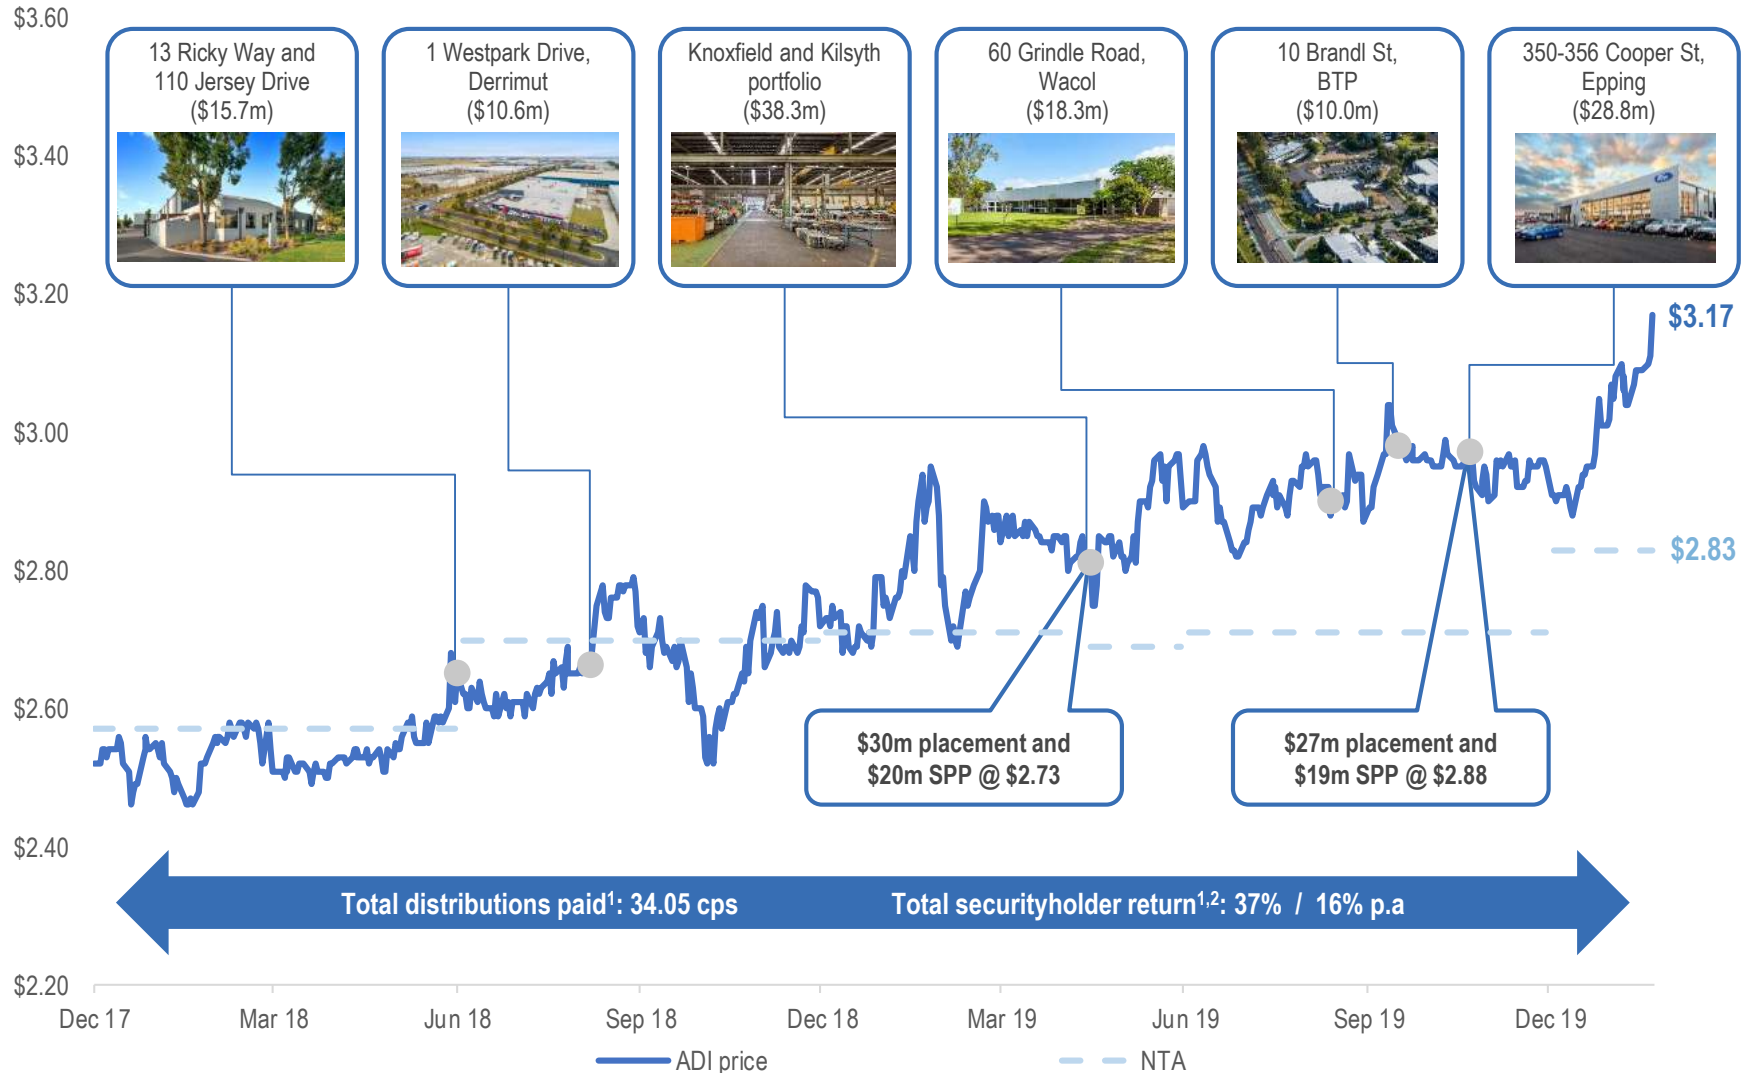 $3.60
$3.40
$3.20
$3.00
$2.80
$2.60
$2.40
$2.20
13 Ricky Way and
110 Jersey Drive
($15.7m)
1 Westpark Drive,
Derrimut
($10.6m)
Knoxfield and Kilsyth
portfolio
($38.3m)
60 Grindle Road,
Wacol
($18.3m)
10 Brandl St,
BTP
($10.0m)
350-356 Cooper St,
Epping
($28.8m)
Ford
$3.17
$2.83
$30m placement and
$20m SPP @ $2.73
$27m placement and
$19m SPP @ $2.88
Total distributions paid¹: 34.05 cps
Total securityholder return¹,²: 37% / 16% p.a
Dec 17
Mar 18
Jun 18
Sep 18
Dec 18
Mar 19
Jun 19
Sep 19
Dec 19
ADI price
NTA